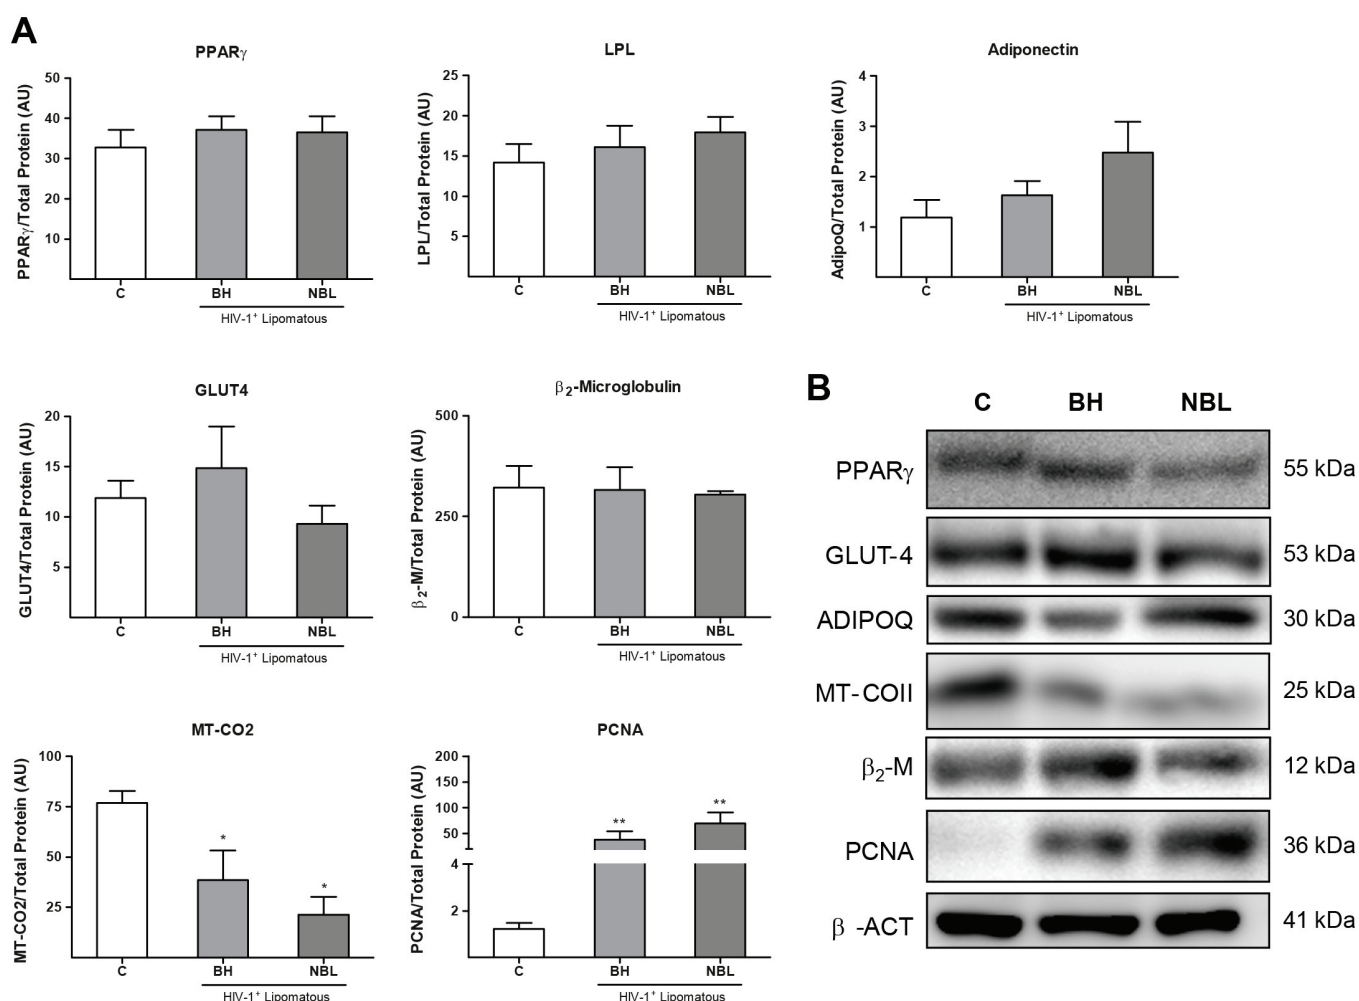 A
PPARγ
PPARγ/Total Protein (AU)
50
40
30
20
10
C
BH
NBL
HIV-1+ Lipomatous
LPL
LPL/Total Protein (AU)
25
20
15
10
5
C
BH
NBL
HIV-1+ Lipomatous
Adiponectin
AdipoQ/Total Protein (AU)
4
3
2
1
C
BH
NBL
HIV-1+ Lipomatous
GLUT4
GLUT4/Total Protein (AU)
20
15
10
5
C
BH
NBL
HIV-1+ Lipomatous
β2-Microglobulin
β2-M/Total Protein (AU)
500
250
0
C
BH
NBL
HIV-1+ Lipomatous
MT-CO2
MT-CO2/Total Protein (AU)
100
75
50
25
*
*
C
BH
NBL
HIV-1+ Lipomatous
PCNA
PCNA/Total Protein (AU)
200
150
100
50
4
2
**
**
C
BH
NBL
HIV-1+ Lipomatous
B
C BH NBL
PPARγ 55 kDa
GLUT-4 53 kDa
ADIPOQ 30 kDa
MT-COII 25 kDa
β2-M 12 kDa
PCNA 36 kDa
β -ACT 41 kDa